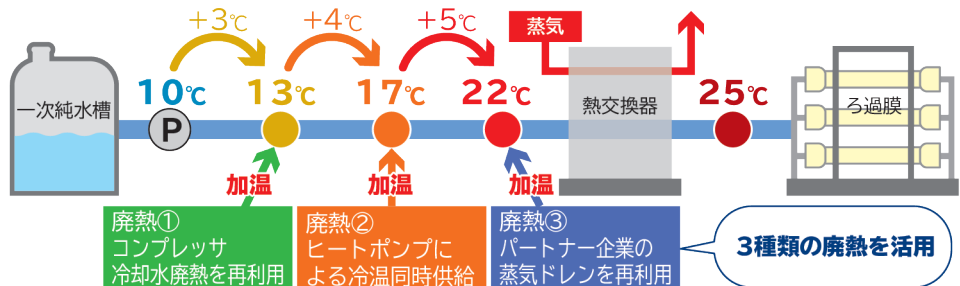 +3℃
+4℃
+5℃
蒸気
10℃
13℃
17℃
22℃
25℃
一次純水槽
P
熱交換器
ろ過膜
加温
加温
加温
廃熱①
コンプレッサ
冷却水廃熱を再利用
廃熱②
ヒートポンプに
よる冷温同時供給
廃熱③
パートナー企業の
蒸気ドレンを再利用
3種類の廃熱を活用